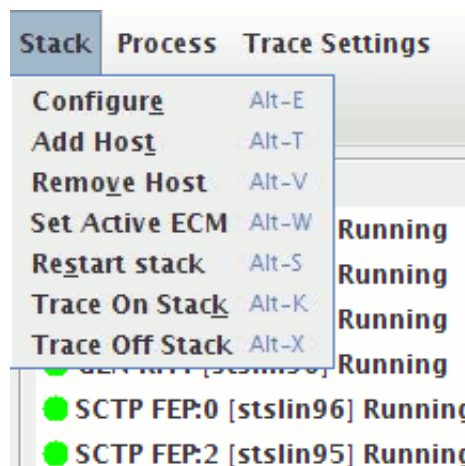 Stack Process Trace Settings
Configure Alt-E
Add Host Alt-T
Remove Host Alt-V
Set Active ECM Alt-W
Running
Restart stack Alt-S
Running
Trace On Stack Alt-K
Running
Trace Off Stack Alt-X
Running
SCTP FEP:0 [stslin96] Running
SCTP FEP:2 [stslin95] Running